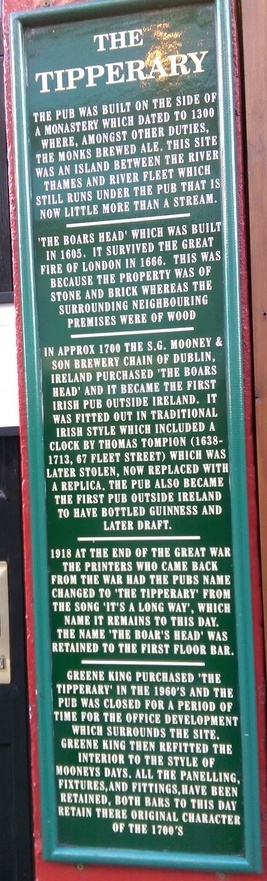 THE
TIPPERARY
THE PUB WAS BUILT ON THE SIDE OF
A MONASTERY WHICH DATED TO 1300
WHERE, AMONGST OTHER DUTIES,
THE MONKS BREWED ALE. THIS SITE
WAS AN ISLAND BETWEEN THE RIVER
THAMES AND RIVER FLEET WHICH
STILL RUNS UNDER THE PUB THAT IS
NOW LITTLE MORE THAN A STREAM.
'THE BOARS HEAD' WHICH WAS BUILT
IN 1605. IT SURVIVED THE GREAT
FIRE OF LONDON IN 1666. THIS WAS
BECAUSE THE PROPERTY WAS OF
STONE AND BRICK WHEREAS THE
SURROUNDING NEIGHBOURING
PREMISES WERE OF WOOD
IN APPROX 1700 THE S.G. MOONEY &
SON BREWERY CHAIN OF DUBLIN,
IRELAND PURCHASED 'THE BOARS
HEAD' AND IT BECAME THE FIRST
IRISH PUB OUTSIDE IRELAND. IT
WAS FITTED OUT IN TRADITIONAL
IRISH STYLE WHICH INCLUDED A
CLOCK BY THOMAS TOMPION (1638-
1713, 67 FLEET STREET) WHICH WAS
LATER STOLEN, NOW REPLACED WITH
A REPLICA. THE PUB ALSO BECAME
THE FIRST PUB OUTSIDE IRELAND
TO HAVE BOTTLED GUINNESS AND
LATER DRAFT.
1918 AT THE END OF THE GREAT WAR
THE PRINTERS WHO CAME BACK
FROM THE WAR HAD THE PUBS NAME
CHANGED TO 'THE TIPPERARY' FROM
THE SONG 'IT'S A LONG WAY', WHICH
NAME IT REMAINS TO THIS DAY.
THE NAME 'THE BOAR'S HEAD' WAS
RETAINED TO THE FIRST FLOOR BAR.
GREENE KING PURCHASED 'THE
TIPPERARY' IN THE 1960'S AND THE
PUB WAS CLOSED FOR A PERIOD OF
TIME FOR THE OFFICE DEVELOPMENT
WHICH SURROUNDS THE SITE.
GREENE KING THEN REFITTED THE
INTERIOR TO THE STYLE OF
MOONEYS DAYS. ALL THE PANELLING,
FIXTURES,AND FITTINGS,HAVE BEEN
RETAINED, BOTH BARS TO THIS DAY
RETAIN THERE ORIGINAL CHARACTER
OF THE 1700'S